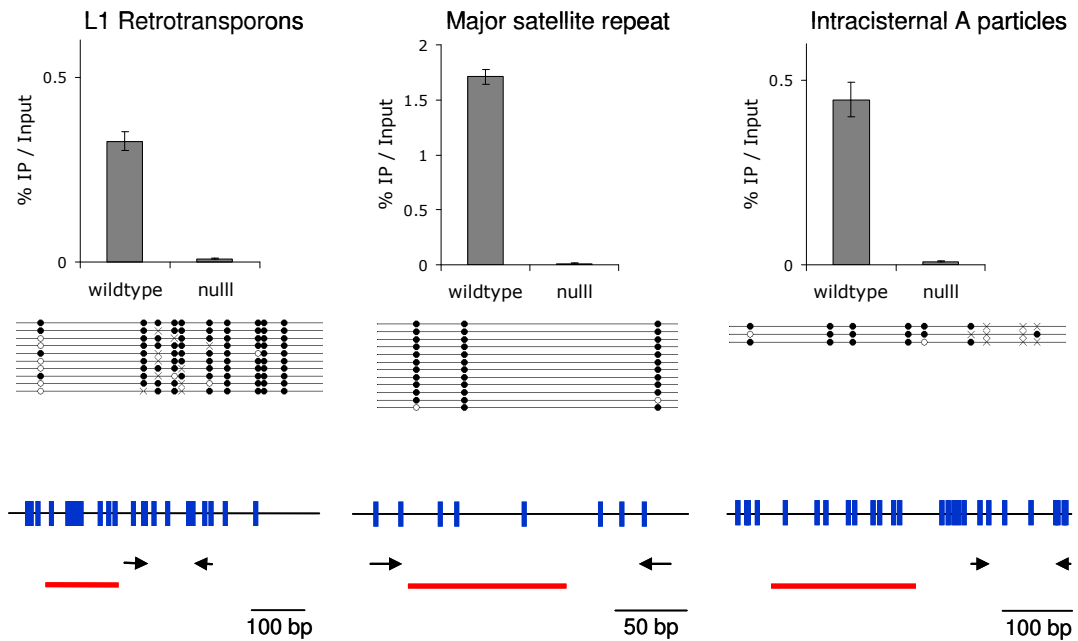 L1 Retrotransporons
% IP / Input
0.5
0
wildtype
nulll
Major satellite repeat
% IP / Input
2
1.5
1
0.5
0
wildtype
nulll
Intracisternal A particles
% IP / Input
0.5
0
wildtype
nulll
100 bp
50 bp
100 bp